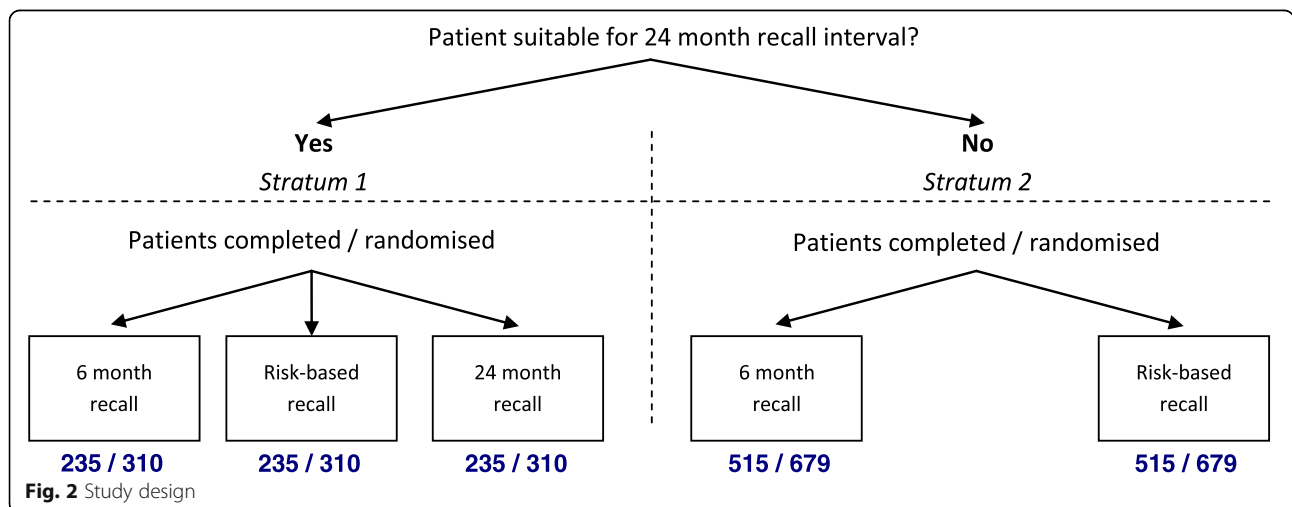 Patient suitable for 24 month recall interval?
Yes
No
Stratum 1
Stratum 2
Patients completed / randomised
Patients completed / randomised
6 month
recall
Risk-based
recall
24 month
recall
6 month
recall
Risk-based
recall
235 / 310
235 / 310
235 / 310
515 / 679
515 / 679
Fig. 2 Study design